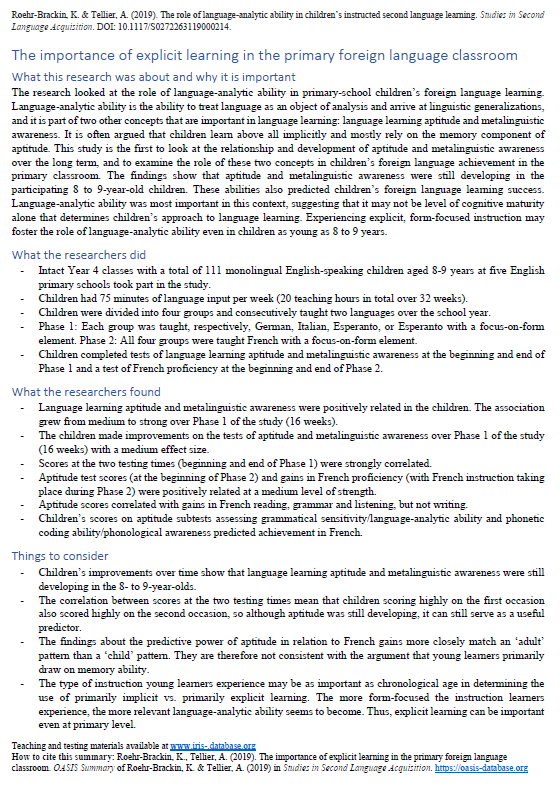 Roehr-Brackin, K. & Tellier, A. (2019). The role of language-analytic ability in children's instructed second language learning. Studies in Second
Language Acquisition. DOI: 10.1117/S0272263119000214.
The importance of explicit learning in the primary foreign language classroom
What this research was about and why it is important
The research looked at the role of language-analytic ability in primary-school children's foreign language learning.
Language-analytic ability is the ability to treat language as an object of analysis and arrive at linguistic generalizations,
and it is part of two other concepts that are important in language learning: language learning aptitude and metalinguistic
awareness. It is often argued that children learn above all implicitly and mostly rely on the memory component of
aptitude. This study is the first to look at the relationship and development of aptitude and metalinguistic awareness
over the long term, and to examine the role of these two concepts in children's foreign language achievement in the
primary classroom. The findings show that aptitude and metalinguistic awareness were still developing in the
participating 8 to 9-year-old children. These abilities also predicted children's foreign language learning success.
Language-analytic ability was most important in this context, suggesting that it may not be level of cognitive maturity
alone that determines children's approach to language learning. Experiencing explicit, form-focused instruction may
foster the role of language-analytic ability even in children as young as 8 to 9 years.
What the researchers did
- Intact Year 4 classes with a total of 111 monolingual English-speaking children aged 8-9 years at five English
primary schools took part in the study.
- Children had 75 minutes of language input per week (20 teaching hours in total over 32 weeks).
- Children were divided into four groups and consecutively taught two languages over the school year.
- Phase 1: Each group was taught, respectively, German, Italian, Esperanto, or Esperanto with a focus-on-form
element. Phase 2: All four groups were taught French with a focus-on-form element.
- Children completed tests of language learning aptitude and metalinguistic awareness at the beginning and end of
Phase 1 and a test of French proficiency at the beginning and end of Phase 2.
What the researchers found
- Language learning aptitude and metalinguistic awareness were positively related in the children. The association
grew from medium to strong over Phase 1 of the study (16 weeks).
- The children made improvements on the tests of aptitude and metalinguistic awareness over Phase 1 of the study
(16 weeks) with a medium effect size.
- Scores at the two testing times (beginning and end of Phase 1) were strongly correlated.
- Aptitude test scores (at the beginning of Phase 2) and gains in French proficiency (with French instruction taking
place during Phase 2) were positively related at a medium level of strength.
- Aptitude scores correlated with gains in French reading, grammar and listening, but not writing.
- Children's scores on aptitude subtests assessing grammatical sensitivity/language-analytic ability and phonetic
coding ability/phonological awareness predicted achievement in French.
Things to consider
- Children's improvements over time show that language learning aptitude and metalinguistic awareness were still
developing in the 8- to 9-year-olds.
- The correlation between scores at the two testing times mean that children scoring highly on the first occasion
also scored highly on the second occasion, so although aptitude was still developing, it can still serve as a useful
predictor.
- The findings about the predictive power of aptitude in relation to French gains more closely match an 'adult'
pattern than a 'child' pattern. They are therefore not consistent with the argument that young learners primarily
draw on memory ability.
- The type of instruction young learners experience may be as important as chronological age in determining the
use of primarily implicit vs. primarily explicit learning. The more form-focused the instruction learners
experience, the more relevant language-analytic ability seems to become. Thus, explicit learning can be important
even at primary level.
Teaching and testing materials available at www.iris-database.org
How to cite this summary: Roehr-Brackin, K., Tellier, A. (2019). The importance of explicit learning in the primary foreign language
classroom. OASIS Summary of Roehr-Brackin, K. & Tellier, A. (2019) in Studies in Second Language Acquisition. https://oasis-database.org